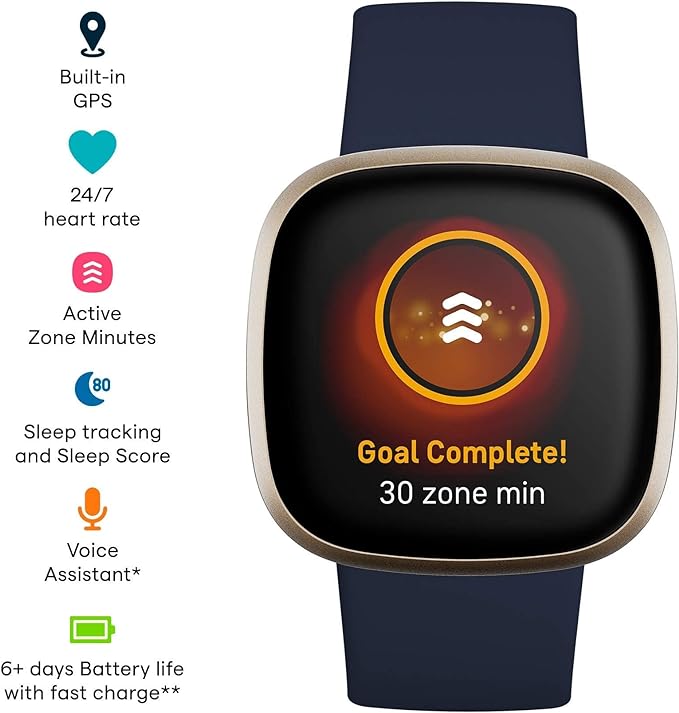 Built-in
GPS
24/7
heart rate
Active
Zone Minutes
80
Sleep tracking
and Sleep Score
Voice
Assistant*
6+ days Battery life
with fast charge**
Goal Complete!
30 zone min